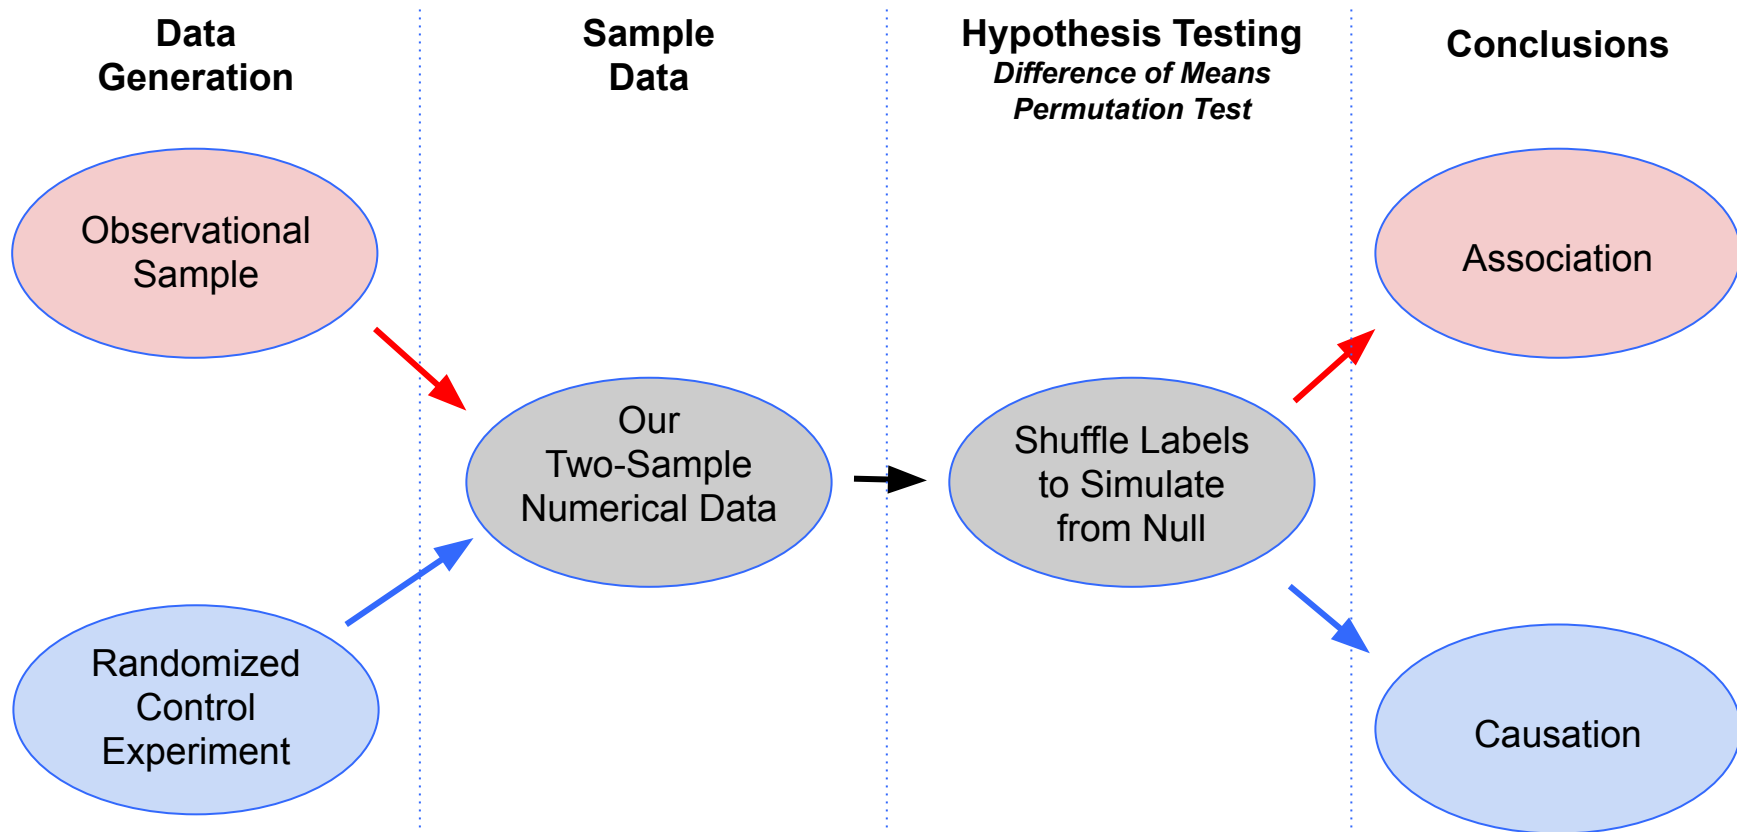 Data
Generation
Sample
Data
Hypothesis Testing
Difference of Means
Permutation Test
Conclusions
Observational
Sample
Association
Our
Two-Sample
Numerical Data
Shuffle Labels
to Simulate
from Null
Randomized
Control
Experiment
Causation